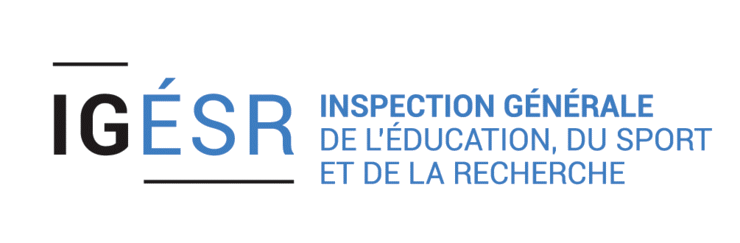 IGÉSR
INSPECTION GÉNÉRALE
DE L'ÉDUCATION, DU SPORT
ET DE LA RECHERCHE